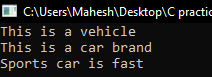 C:\Users\Mahesh\Desktop\C practic
This is a vehicle
This is a car brand
Sports car is fast